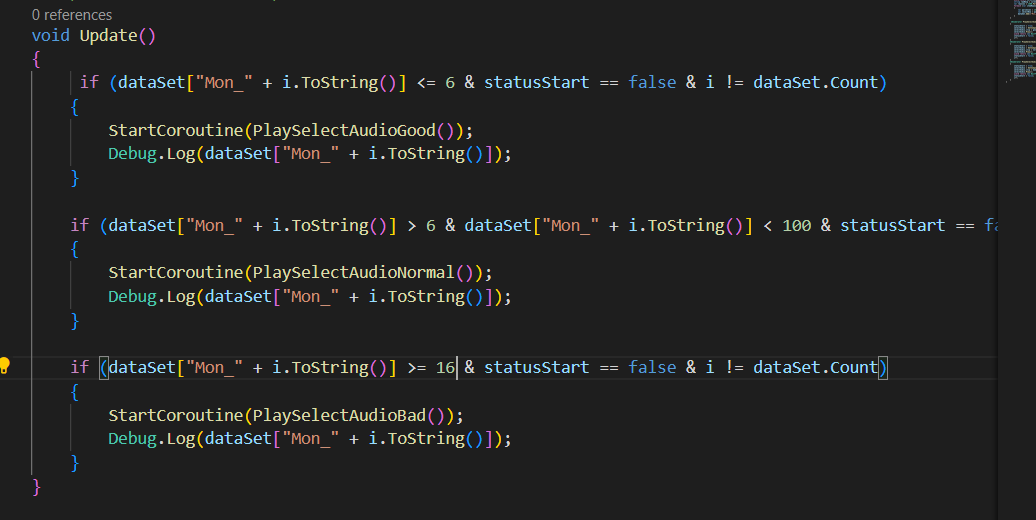 0 references
void Update()
{
if (dataSet["Mon_" + i.ToString()] <= 6 & statusStart == false & i != dataSet.Count)
{
StartCoroutine(PlaySelectAudioGood());
Debug.Log(dataSet["Mon_" + i.ToString()]);
}
if (dataSet["Mon_" + i.ToString()] > 6 & dataSet["Mon_" + i.ToString()] < 100 & statusStart == fa
{
StartCoroutine(PlaySelectAudioNormal());
Debug.Log(dataSet["Mon_" + i.ToString()]);
}
if (dataSet["Mon_" + i.ToString()] >= 16 & statusStart == false & i != dataSet.Count)
{
StartCoroutine(PlaySelectAudioBad());
Debug.Log(dataSet["Mon_" + i.ToString()]);
}
}